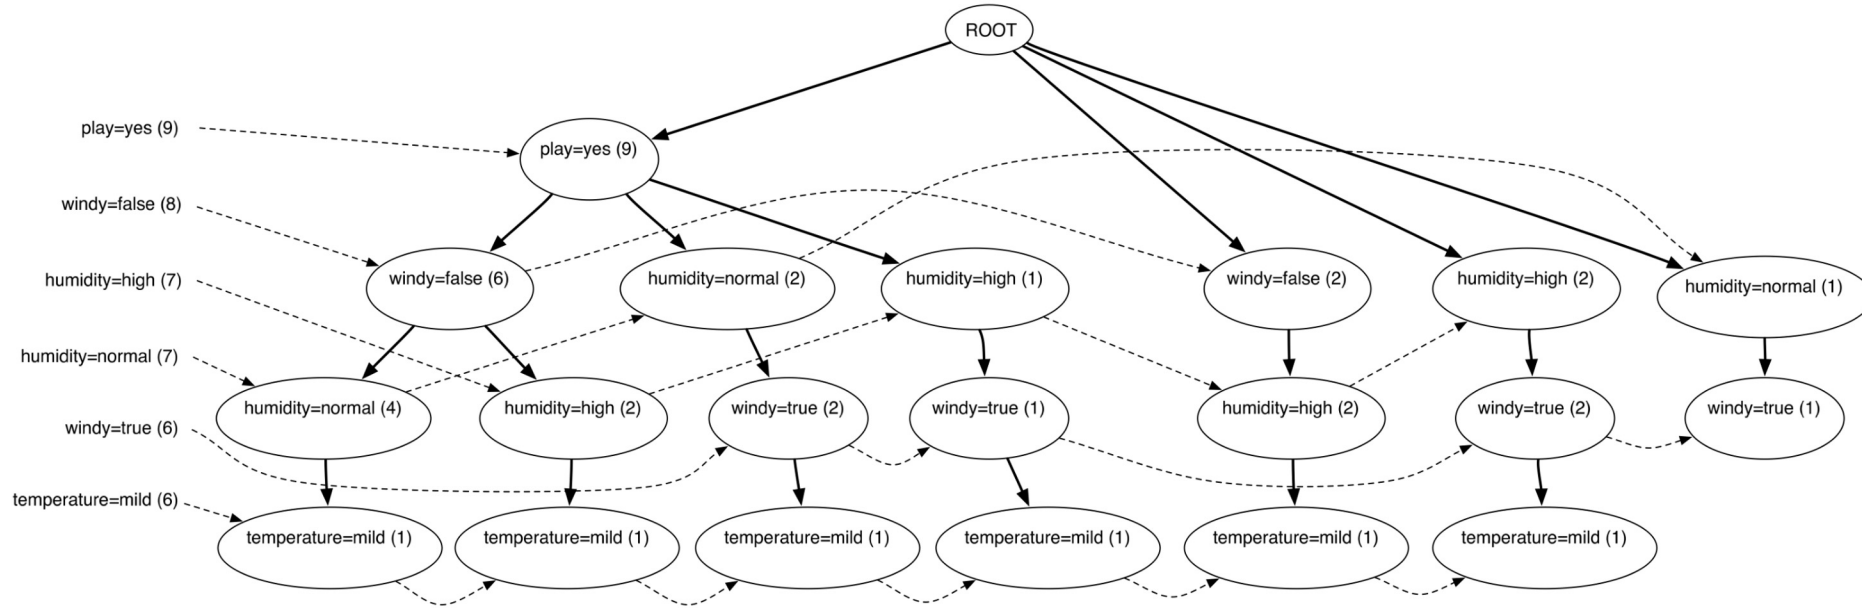 ROOT
play=yes (9)
play=yes (9)
windy=false (8)
humidity=high (7)
windy=false (6)
humidity=normal (2)
humidity=high (1)
windy=false (2)
humidity=high (2)
humidity=normal (1)
humidity=normal (7)
humidity=normal (4)
humidity=high (2)
windy=true (2)
windy=true (1)
humidity=high (2)
windy=true (2)
windy=true (1)
windy=true (6)
temperature=mild (6)
temperature=mild (1)
temperature=mild (1)
temperature=mild (1)
temperature=mild (1)
temperature=mild (1)
temperature=mild (1)